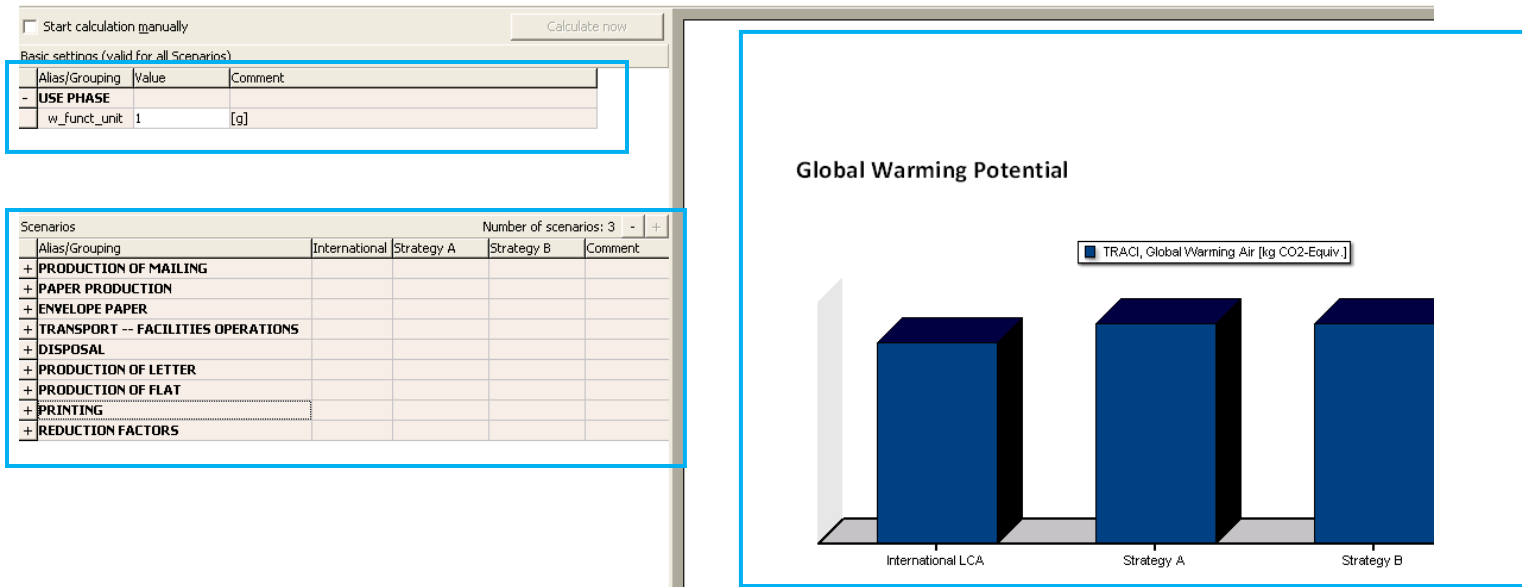 Start calculation manually
Calculate now
Basic settings (valid for all Scenarios)
Alias/Grouping Value Comment
- USE PHASE
w_funct_unit 1 [g]
Scenarios Number of scenarios: 3 - +
Alias/Grouping International Strategy A Strategy B Comment
+ PRODUCTION OF MAILING
+ PAPER PRODUCTION
+ ENVELOPE PAPER
+ TRANSPORT -- FACILITIES OPERATIONS
+ DISPOSAL
+ PRODUCTION OF LETTER
+ PRODUCTION OF FLAT
+ PRINTING
+ REDUCTION FACTORS
Global Warming Potential
TRACI, Global Warming Air [kg CO2-Equiv.]
International LCA Strategy A Strategy B